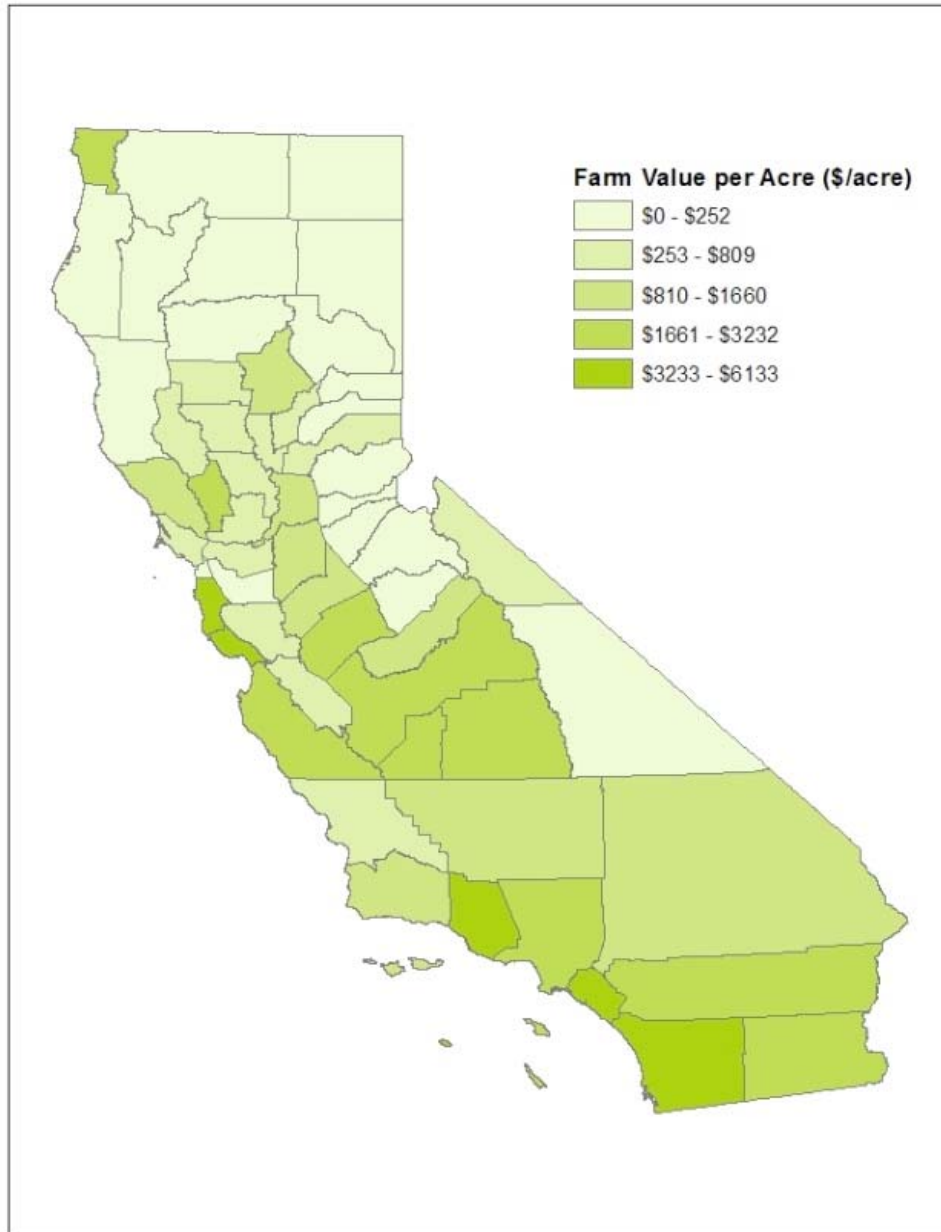 Farm Value per Acre ($/acre)
$0 - $252
$253 - $809
$810 - $1660
$1661 - $3232
$3233 - $6133